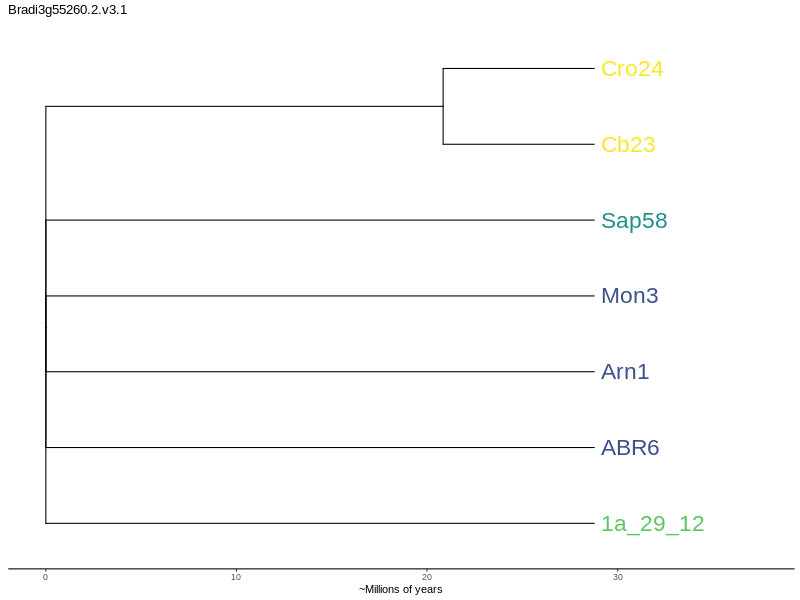 Bradi3g55260.2.v3.1
Cro24
Cb23
Sap58
Mon3
Arn1
ABR6
1a_29_12
0 10 20 30
~Millions of years